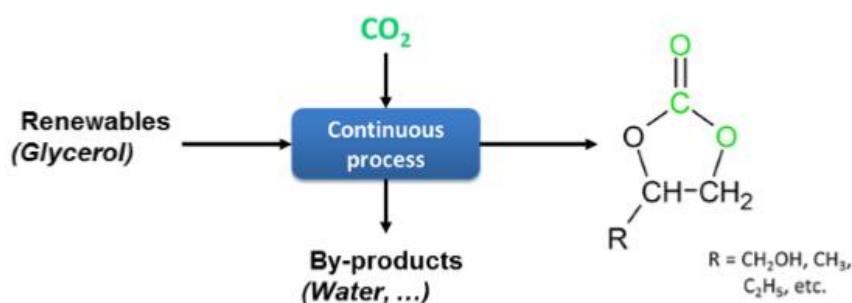 CO₂
Renewables
(Glycerol)
Continuous
process
By-products
(Water, ...)
O
C
O
O
CH-CH₂
R
R = CH₂OH, CH₃,
C₂H₅, etc.